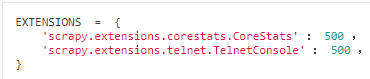 EXTENSIONS = {
    'scrapy.extensions.corestats.CoreStats' : 500 ,
    'scrapy.extensions.telnet.TelnetConsole' : 500 ,
}